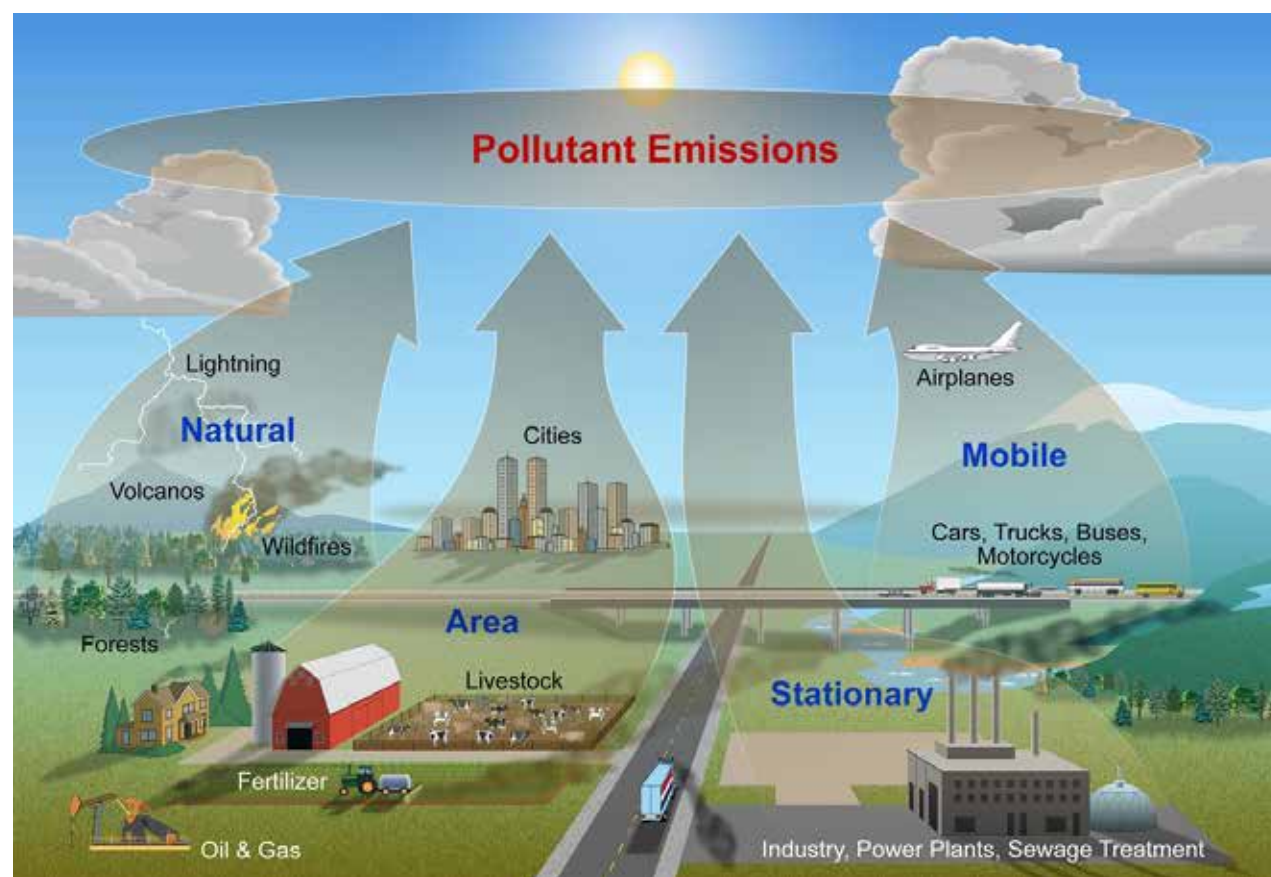 Pollutant Emissions
Lightning
Natural
Volcanos
Wildfires
Forests
Cities
Area
Livestock
Fertilizer
Oil & Gas
Airplanes
Mobile
Cars, Trucks, Buses,
Motorcycles
Stationary
Industry, Power Plants, Sewage Treatment